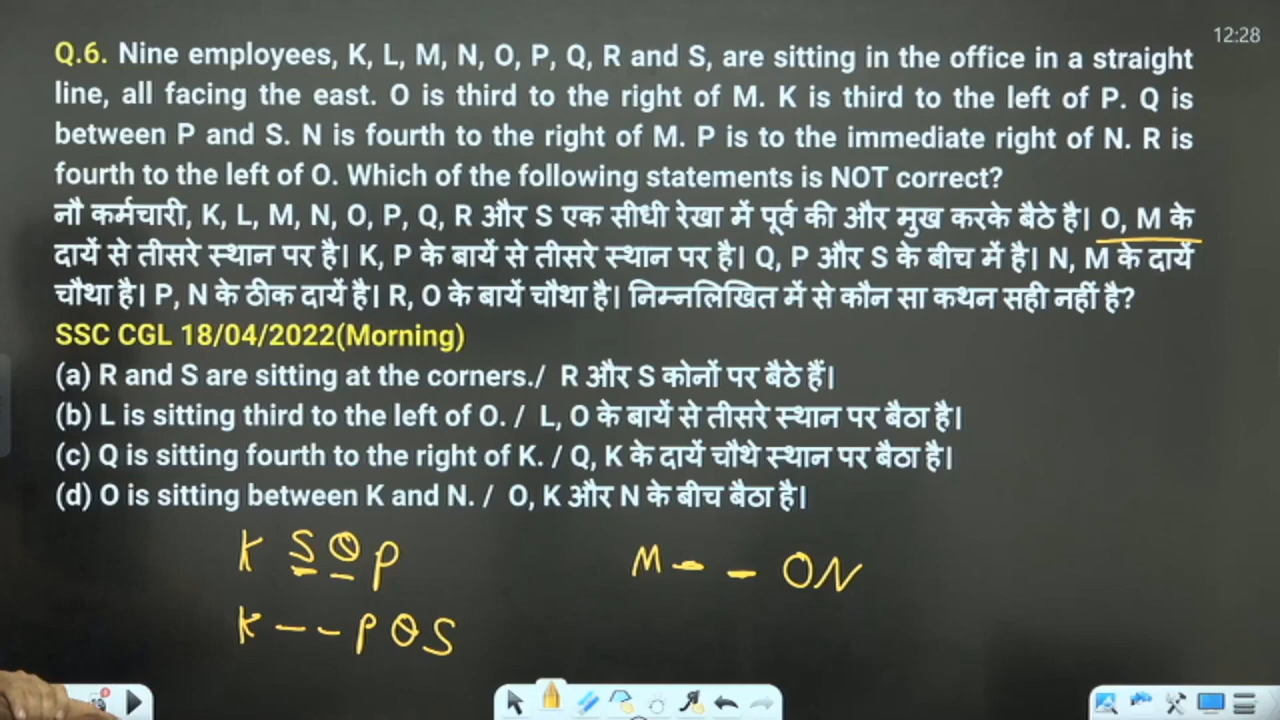 12:28
Q.6. Nine employees, K, L, M, N, O, P, Q, R and S, are sitting in the office in a straight
line, all facing the east. O is third to the right of M. K is third to the left of P. Q is
between P and S. N is fourth to the right of M. P is to the immediate right of N. R is
fourth to the left of O. Which of the following statements is NOT correct?
नौ कर्मचारी, K, L, M, N, O, P, Q, R और S एक सीधी रेखा में पूर्व की और मुख करके बैठे है। O, M के
दायें से तीसरे स्थान पर है। K, P के बायें से तीसरे स्थान पर है। Q, P और S के बीच में है। N, M के दायें
चौथा है। P, N के ठीक दायें है। R, O के बायें चौथा है। निम्नलिखित में से कौन सा कथन सही नहीं है?
SSC CGL 18/04/2022(Morning)
(a) R and S are sitting at the corners./ R और S कोनों पर बैठे हैं।
(b) L is sitting third to the left of O. / L, O के बायें से तीसरे स्थान पर बैठा है।
(c) Q is sitting fourth to the right of K. / Q, K के दायें चौथे स्थान पर बैठा है।
(d) O is sitting between K and N. / O, K और N के बीच बैठा है।
K S Q P
M - - O N
K - - P Q S